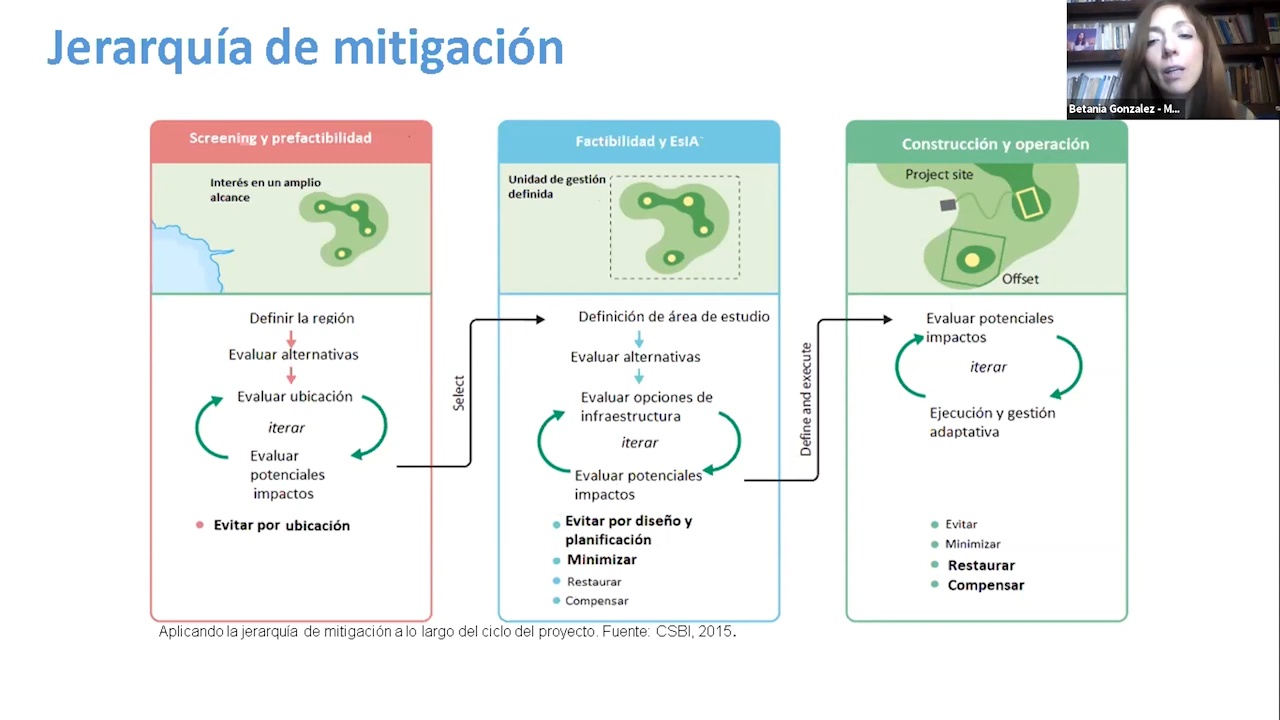 Jerarquía de mitigación
Betania Gonzalez - M...
Screening y prefactibilidad
Interés en un amplio
alcance
Definir la región
Evaluar alternativas
Evaluar ubicación
iterar
Evaluar
potenciales
impactos
Evitar por ubicación
Select
Factibilidad y EsIA
Unidad de gestión
definida
Definición de área de estudio
Evaluar alternativas
Evaluar opciones de
infraestructura
iterar
Evaluar potenciales
impactos
Evitar por diseño y
planificación
Minimizar
Restaurar
Compensar
Define and execute
Construcción y operación
Project site
Offset
Evaluar potenciales
impactos
iterar
Ejecución y gestión
adaptativa
Evitar
Minimizar
Restaurar
Compensar
Aplicando la jerarquía de mitigación a lo largo del ciclo del proyecto. Fuente: CSBI, 2015.